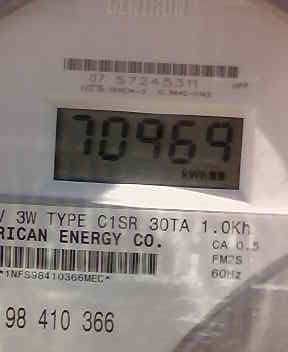 CENTRON
07 57245311
70969
kWh
V 3W TYPE C1SR 30TA 1.0Kh
RICAN ENERGY CO. CA 0.5
FM2S
*1NFS98410366MEC* 60Hz
98 410 366